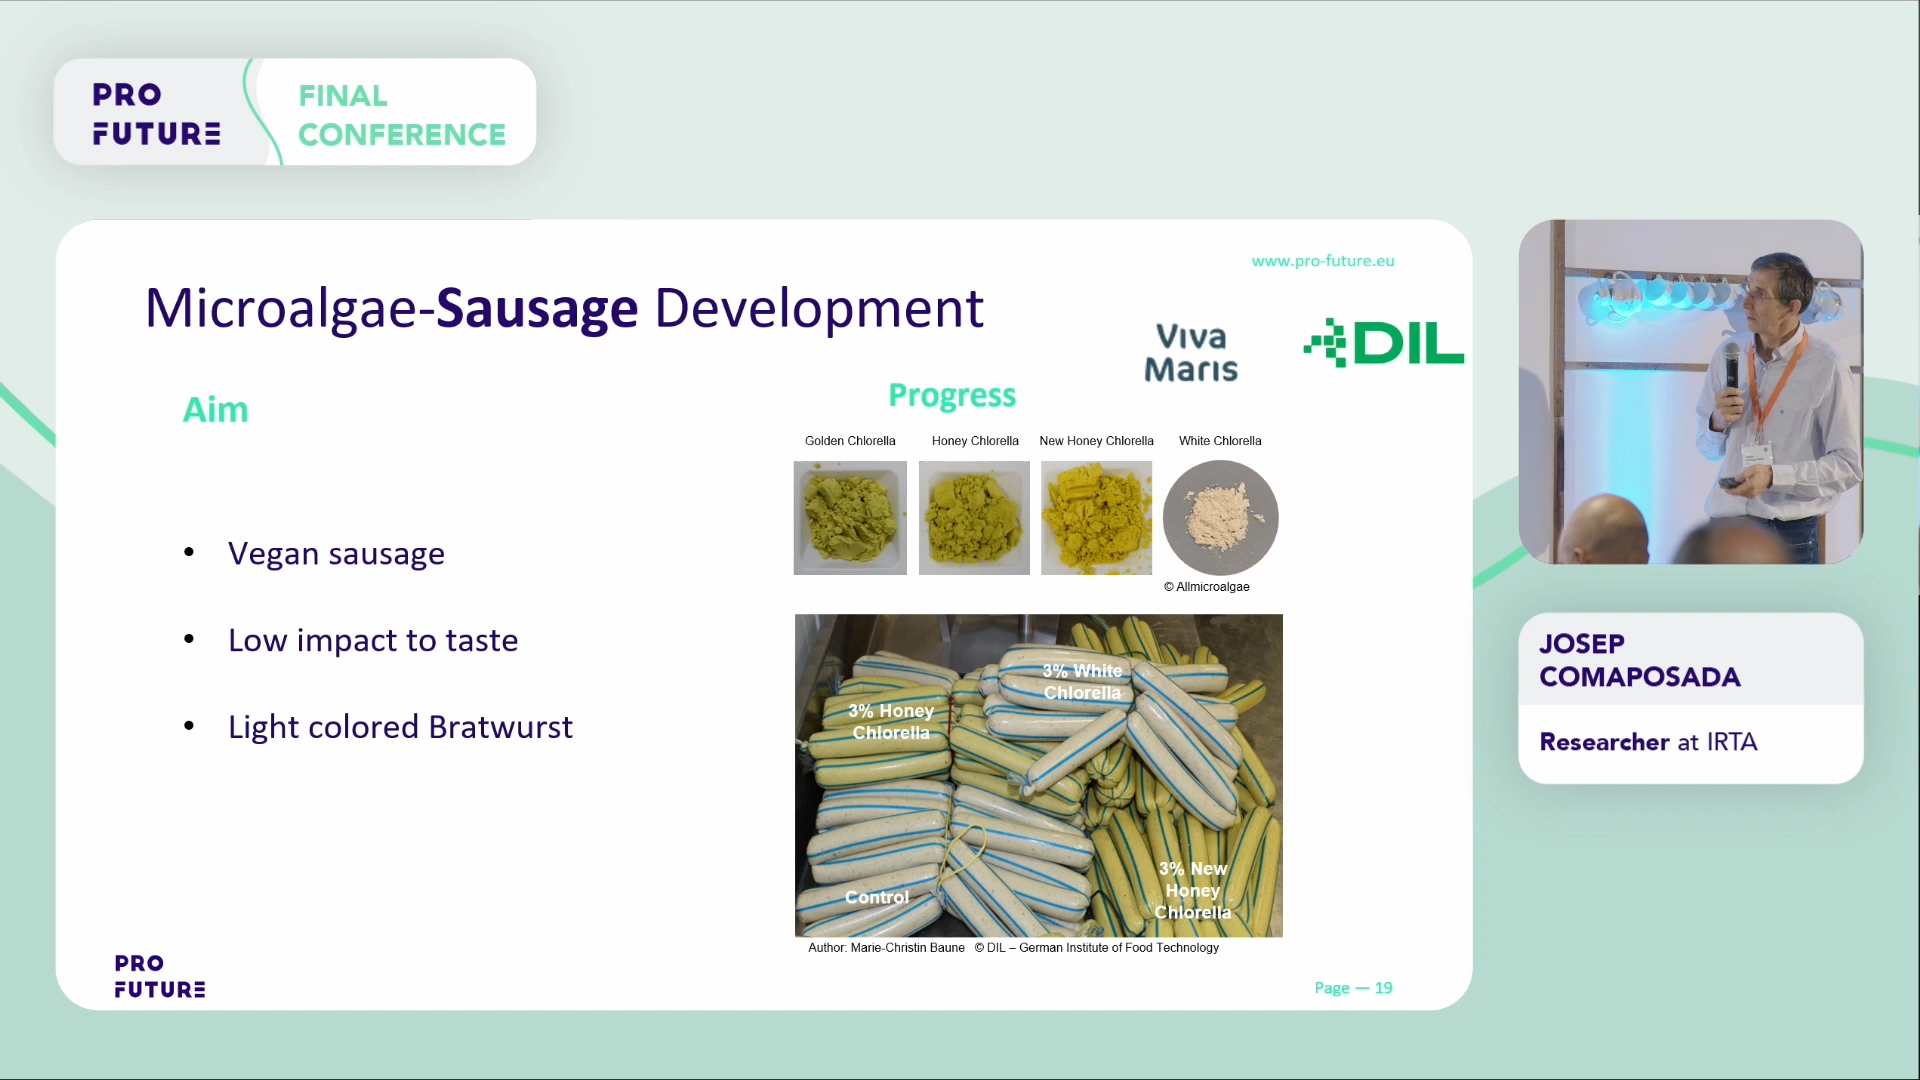 PRO
FUTURE
FINAL
CONFERENCE
www.pro-future.eu
Microalgae-Sausage Development
Viva
Maris
DIL
Aim
Progress
Golden Chlorella
Honey Chlorella
New Honey Chlorella
White Chlorella
© Allmicroalgae
• Vegan sausage
• Low impact to taste
• Light colored Bratwurst
3% White
Chlorella
3% Honey
Chlorella
Control
3% New
Honey
Chlorella
Author: Marie-Christin Baune © DIL – German Institute of Food Technology
PRO
FUTURE
Page — 19
JOSEP
COMAPOSADA
Researcher at IRTA